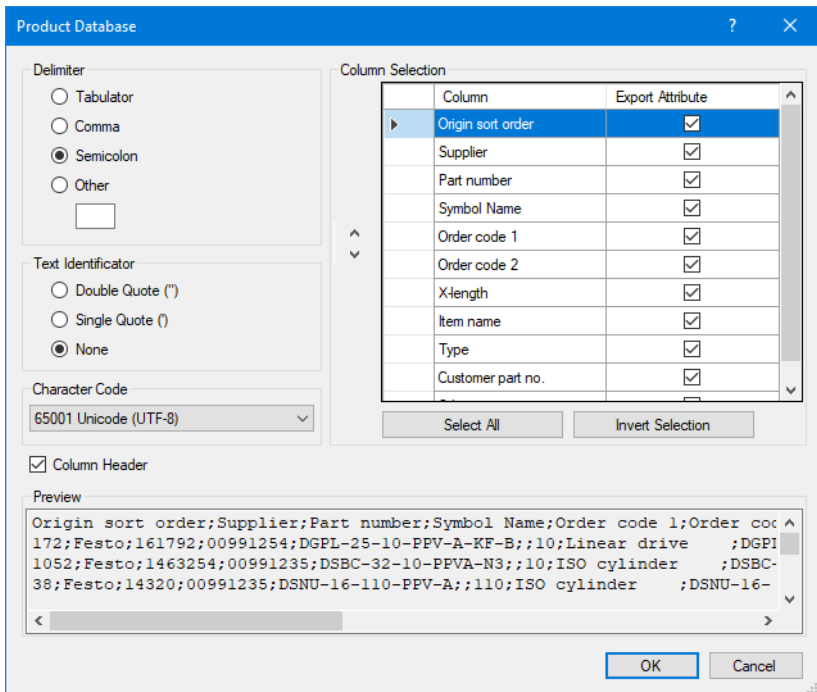 Product Database
Delimiter
Tabulator
Comma
Semicolon
Other
Text Identificator
Double Quote (")
Single Quote (')
None
Character Code
65001 Unicode (UTF-8)
Column Header
Column Selection
Column Export Attribute
Origin sort order
Supplier
Part number
Symbol Name
Order code 1
Order code 2
X-length
Item name
Type
Customer part no.
Select All Invert Selection
Preview
Origin sort order;Supplier;Part number;Symbol Name;Order code 1;Order
172;Festo;161792;00991254;DGPL-25-10-PPV-A-KF-B;;10;Linear drive ;DGPL
1052;Festo;1463254;00991235;DSBC-32-10-PPVA-N3;;10;ISO cylinder ;DSBC-
38;Festo;14320;00991235;DSNU-16-110-PPV-A;;110;ISO cylinder ;DSNU-16-
OK Cancel